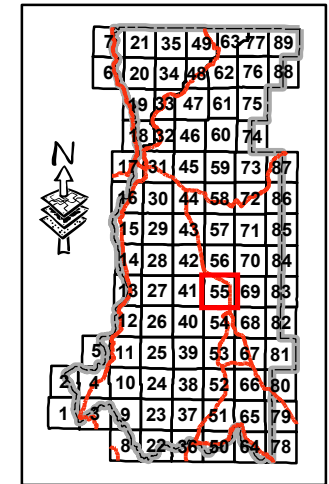 7 21 35 49 63 77 89
6 20 34 48 62 76 88
19 33 47 61 75
18 32 46 60 74
N
17 31 45 59 73 87
16 30 44 58 72 86
15 29 43 57 71 85
14 28 42 56 70 84
13 27 41 55 69 83
12 26 40 54 68 82
5 11 25 39 53 67 81
2 4 10 24 38 52 66 80
1 3 9 23 37 51 65 79
8 22 36 50 64 78